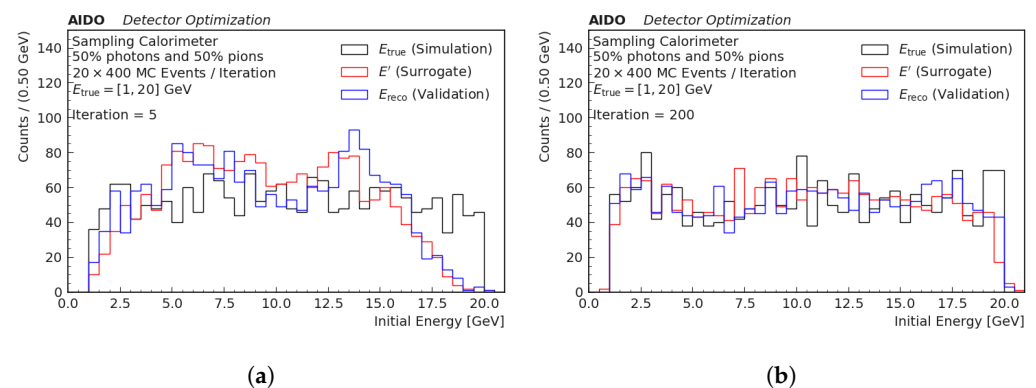 AIDO Detector Optimization
Counts / (0.50 GeV)
140
120
100
80
60
40
20
0
Sampling Calorimeter
50% photons and 50% pions
20 × 400 MC Events / Iteration
E_true = [1, 20] GeV
Iteration = 5
E_true (Simulation)
E′ (Surrogate)
E_reco (Validation)
0.0 2.5 5.0 7.5 10.0 12.5 15.0 17.5 20.0
Initial Energy [GeV]
(a)
AIDO Detector Optimization
Counts / (0.50 GeV)
140
120
100
80
60
40
20
0
Sampling Calorimeter
50% photons and 50% pions
20 × 400 MC Events / Iteration
E_true = [1, 20] GeV
Iteration = 200
E_true (Simulation)
E′ (Surrogate)
E_reco (Validation)
0.0 2.5 5.0 7.5 10.0 12.5 15.0 17.5 20.0
Initial Energy [GeV]
(b)